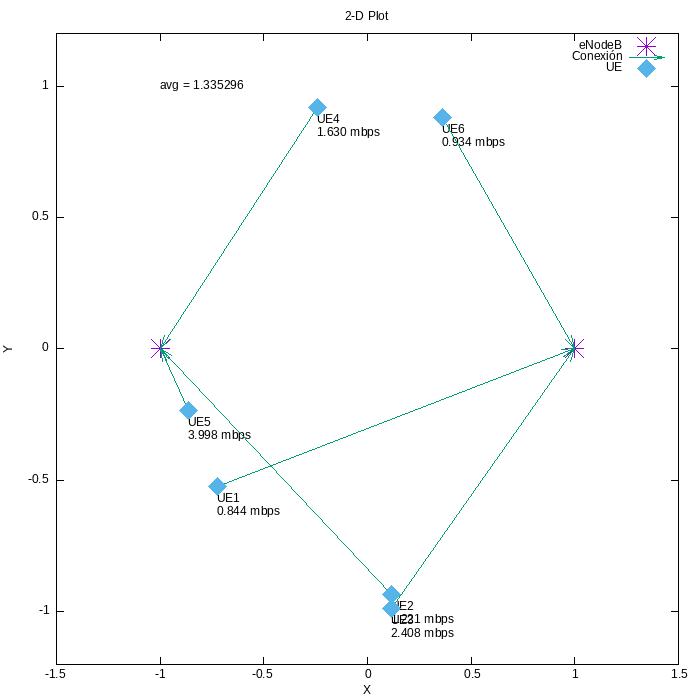 2-D Plot
eNodeB
Conexión
UE
avg = 1.335296
UE4
1.630 mbps
UE6
0.934 mbps
UE5
3.998 mbps
UE1
0.844 mbps
UE2
UE3
2.408 mbps
1
0.5
0
-0.5
-1
Y
-1.5
-1
-0.5
0
0.5
1
1.5
X